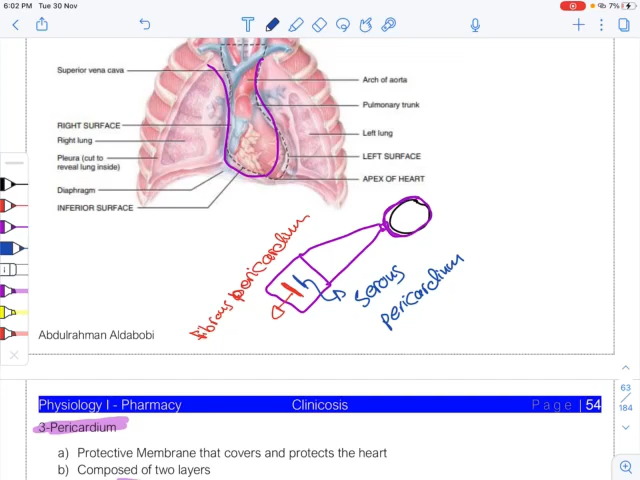 6:02 PM Tue 30 Nov
7%
T
Superior vena cava
Arch of aorta
Pulmonary trunk
RIGHT SURFACE
Right lung
Left lung
Pleura (cut to
reveal lung inside)
LEFT SURFACE
APEX OF HEART
Diaphragm
INFERIOR SURFACE
fibrous pericardium
serous
pericardium
Abdulrahman Aldabobi
63
/
184
Physiology I - Pharmacy Clinicosis Page | 54
3-Pericardium
a) Protective Membrane that covers and protects the heart
b) Composed of two layers